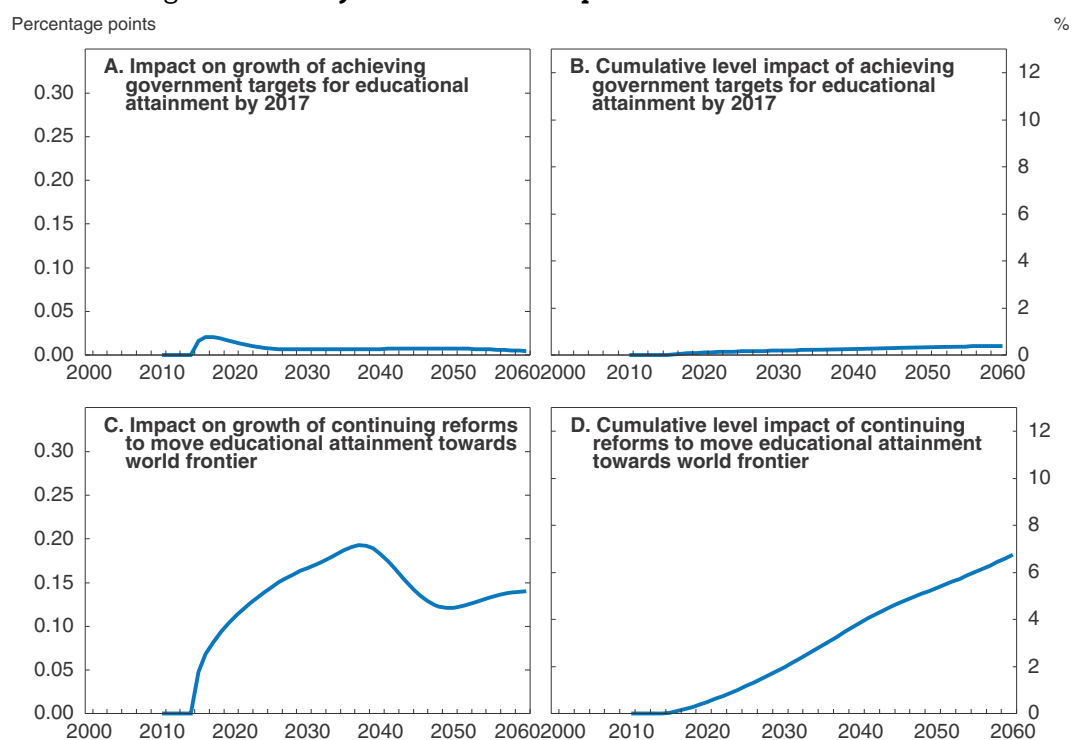 Percentage points
%
A. Impact on growth of achieving
government targets for educational
attainment by 2017
0.30
0.25
0.20
0.15
0.10
0.05
0.00
2000 2010 2020 2030 2040 2050 2060
B. Cumulative level impact of achieving
government targets for educational
attainment by 2017
12
10
8
6
4
2
0
2000 2010 2020 2030 2040 2050 2060
C. Impact on growth of continuing reforms
to move educational attainment towards
world frontier
0.30
0.25
0.20
0.15
0.10
0.05
0.00
2000 2010 2020 2030 2040 2050 2060
D. Cumulative level impact of continuing
reforms to move educational attainment
towards world frontier
12
10
8
6
4
2
0
2000 2010 2020 2030 2040 2050 2060